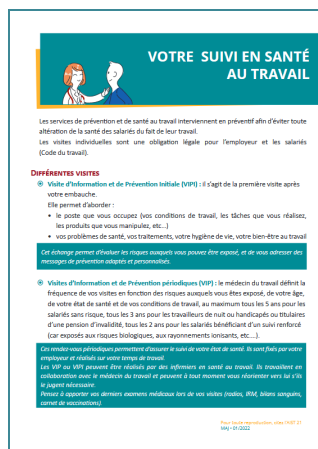 VOTRE SUIVI EN SANTÉ
AU TRAVAIL
Les services de prévention et de santé au travail interviennent en préventif afin d'éviter toute
altération de la santé des salariés du fait de leur travail.
Les visites individuelles sont une obligation légale pour l'employeur et les salariés
(Code du travail).
DIFFÉRENTES VISITES
Visite d'Information et de Prévention Initiale (VIPI) : il s'agit de la première visite après
votre embauche.
Elle permet d'aborder :
• le poste que vous occupez (vos conditions de travail, les tâches que vous réalisez,
les produits que vous manipulez, etc...)
• vos problèmes de santé, vos traitements, votre hygiène de vie, votre bien-être au travail
Cet échange permet d'évaluer les risques auxquels vous pouvez être exposé, et de vous adresser des
messages de prévention adaptés et personnalisés.
Visites d'Information et de Prévention périodiques (VIP) : le médecin du travail définit la
fréquence de vos visites en fonction des risques auxquels vous êtes exposé, de votre âge,
de votre état de santé et de vos conditions de travail, au maximum tous les 5 ans pour les
salariés sans risque, tous les 3 ans pour les travailleurs de nuit ou handicapés ou titulaires
d'une pension d'invalidité, tous les 2 ans pour les salariés bénéficiant d'un suivi renforcé
(car exposés aux risques biologiques, aux rayonnements ionisants, etc....).
Ces rendez-vous périodiques permettent d'assurer le suivi de votre état de santé. Ils sont fixés par votre
employeur et réalisés sur votre temps de travail.
Les VIP ou VIPI peuvent être réalisés par des infirmiers en santé au travail. Ils travaillent en
collaboration avec le médecin du travail et peuvent à tout moment vous réorienter vers lui s'ils
le jugent nécessaire.
Pensez à apporter vos derniers examens médicaux lors de vos visites (radios, IRM, bilans sanguins,
carnet de vaccinations).
Pour toute reproduction, citer l'AIST 21
MAJ • 01/2022